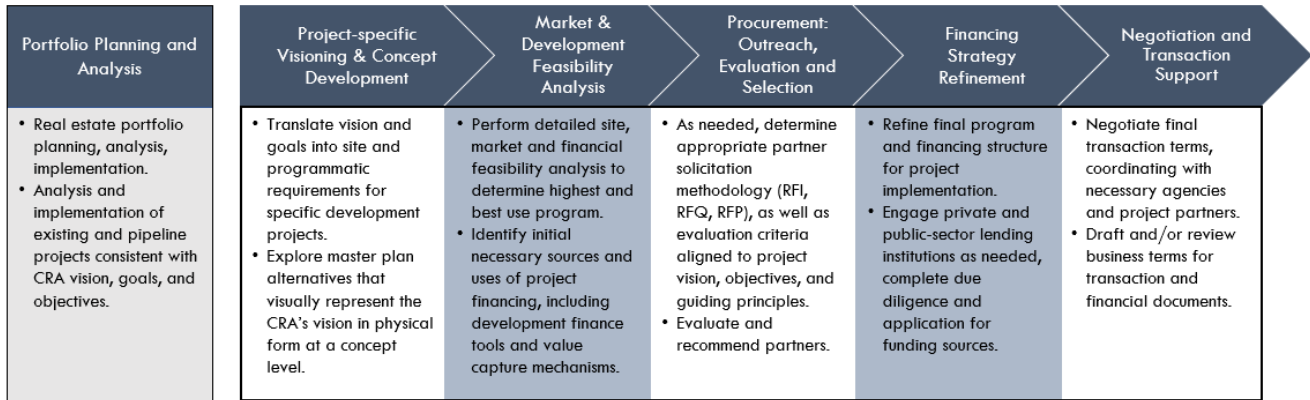 Portfolio Planning and
Analysis
• Real estate portfolio
planning, analysis,
implementation.
• Analysis and
implementation of
existing and pipeline
projects consistent with
CRA vision, goals, and
objectives.
Project-specific
Visioning & Concept
Development
• Translate vision and
goals into site and
programmatic
requirements for
specific development
projects.
• Explore master plan
alternatives that
visually represent the
CRA's vision in physical
form at a concept
level.
Market &
Development
Feasibility
Analysis
• Perform detailed site,
market and financial
feasibility analysis to
determine highest and
best use program.
• Identify initial
necessary sources and
uses of project
financing, including
development finance
tools and value
capture mechanisms.
Procurement:
Outreach,
Evaluation and
Selection
• As needed, determine
appropriate partner
solicitation
methodology (RFI,
RFQ, RFP), as well as
evaluation criteria
aligned to project
vision, objectives, and
guiding principles.
• Evaluate and
recommend partners.
Financing
Strategy
Refinement
• Refine final program
and financing structure
for project
implementation.
• Engage private and
public-sector lending
institutions as needed,
complete due
diligence and
application for
funding sources.
Negotiation and
Transaction
Support
• Negotiate final
transaction terms,
coordinating with
necessary agencies
and project partners.
• Draft and/or review
business terms for
transaction and
financial documents.